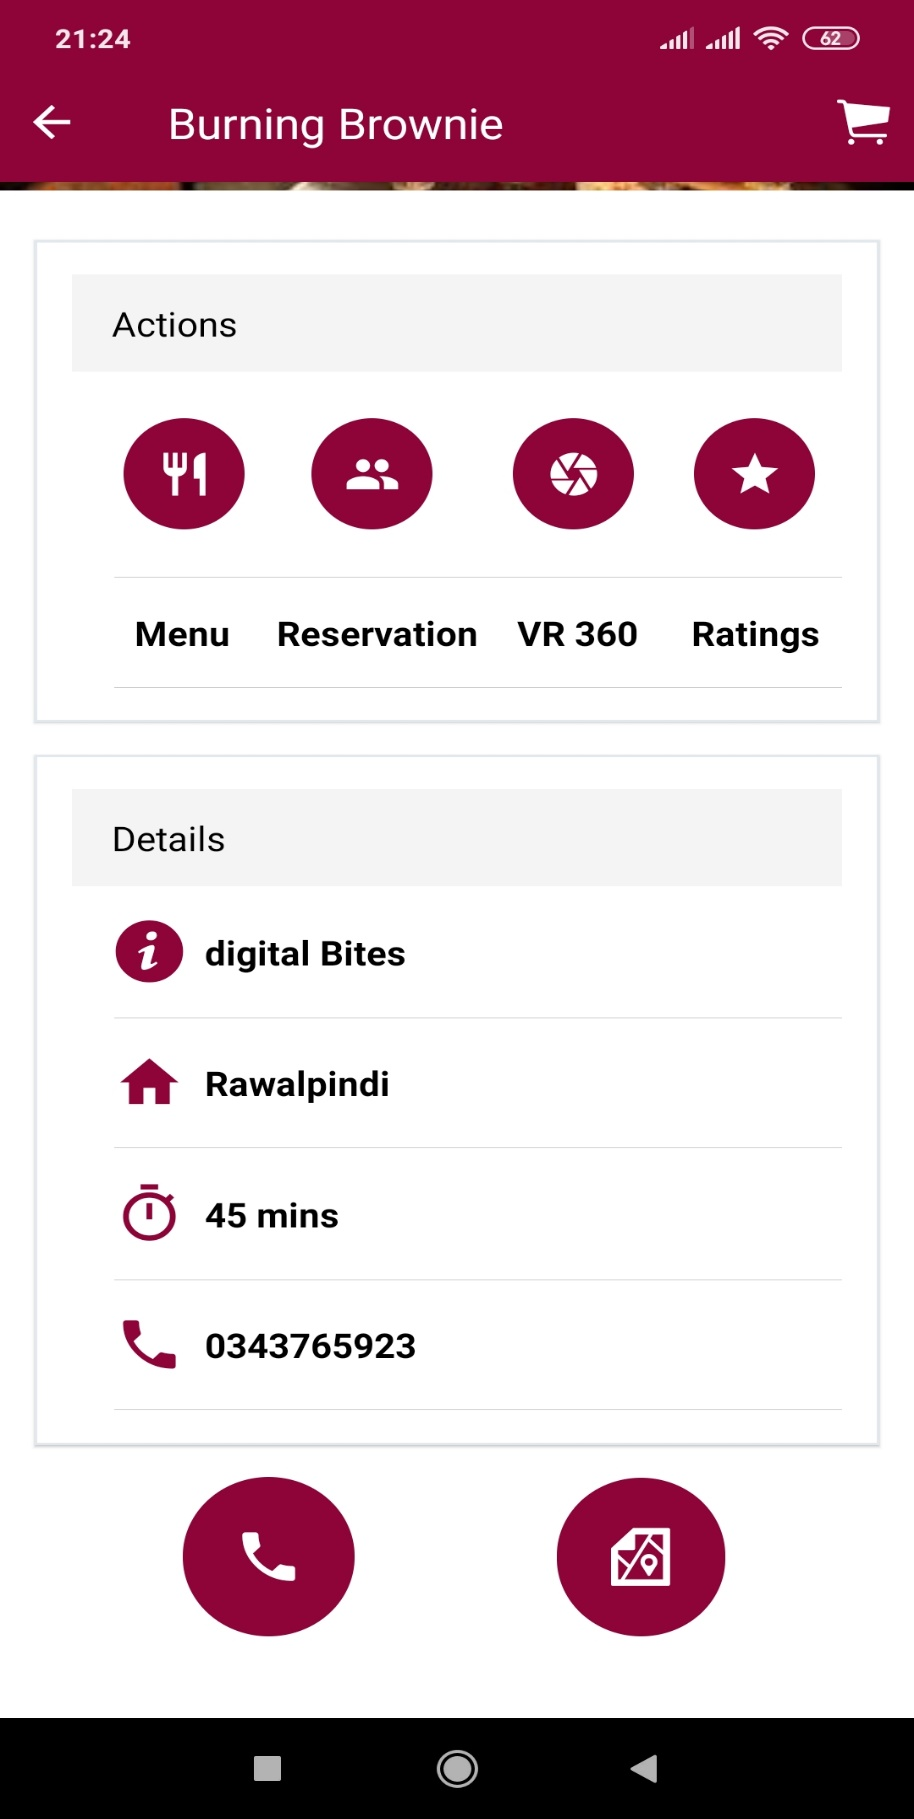 21:24
62
Burning Brownie
Actions
Menu Reservation VR 360 Ratings
Details
digital Bites
Rawalpindi
45 mins
0343765923